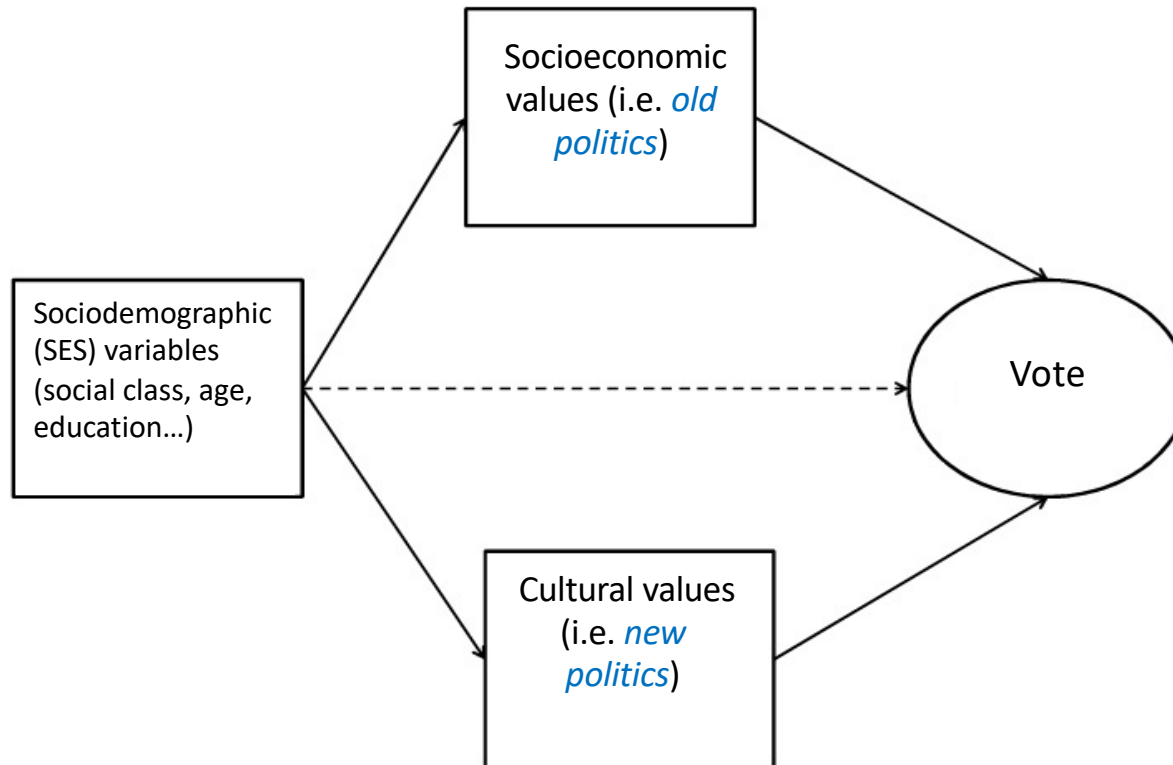 Socioeconomic
values (i.e. old
politics)
Sociodemographic
(SES) variables
(social class, age,
education…)
Vote
Cultural values
(i.e. new
politics)